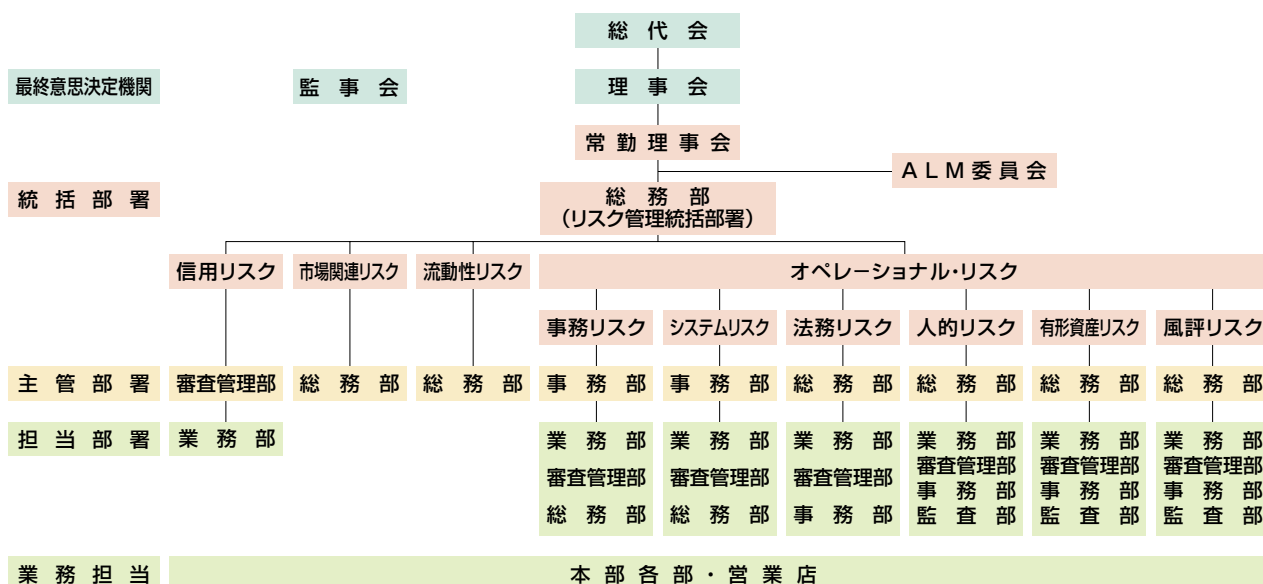 総代会
最終意思決定機関 監事会 理事会
常勤理事会
ALM委員会
統括部署 総務部
(リスク管理統括部署)
信用リスク 市場関連リスク 流動性リスク オペレーショナル・リスク
事務リスク システムリスク 法務リスク 人的リスク 有形資産リスク 風評リスク
主管部署 審査管理部 総務部 総務部 事務部 事務部 総務部 総務部 総務部 総務部
担当部署 業務部 業務部 業務部 業務部 業務部 業務部 業務部
審査管理部 審査管理部 審査管理部 審査管理部 審査管理部 審査管理部
総務部 総務部 事務部 事務部 事務部 事務部
監査部 監査部 監査部
業務担当 本部各部・営業店